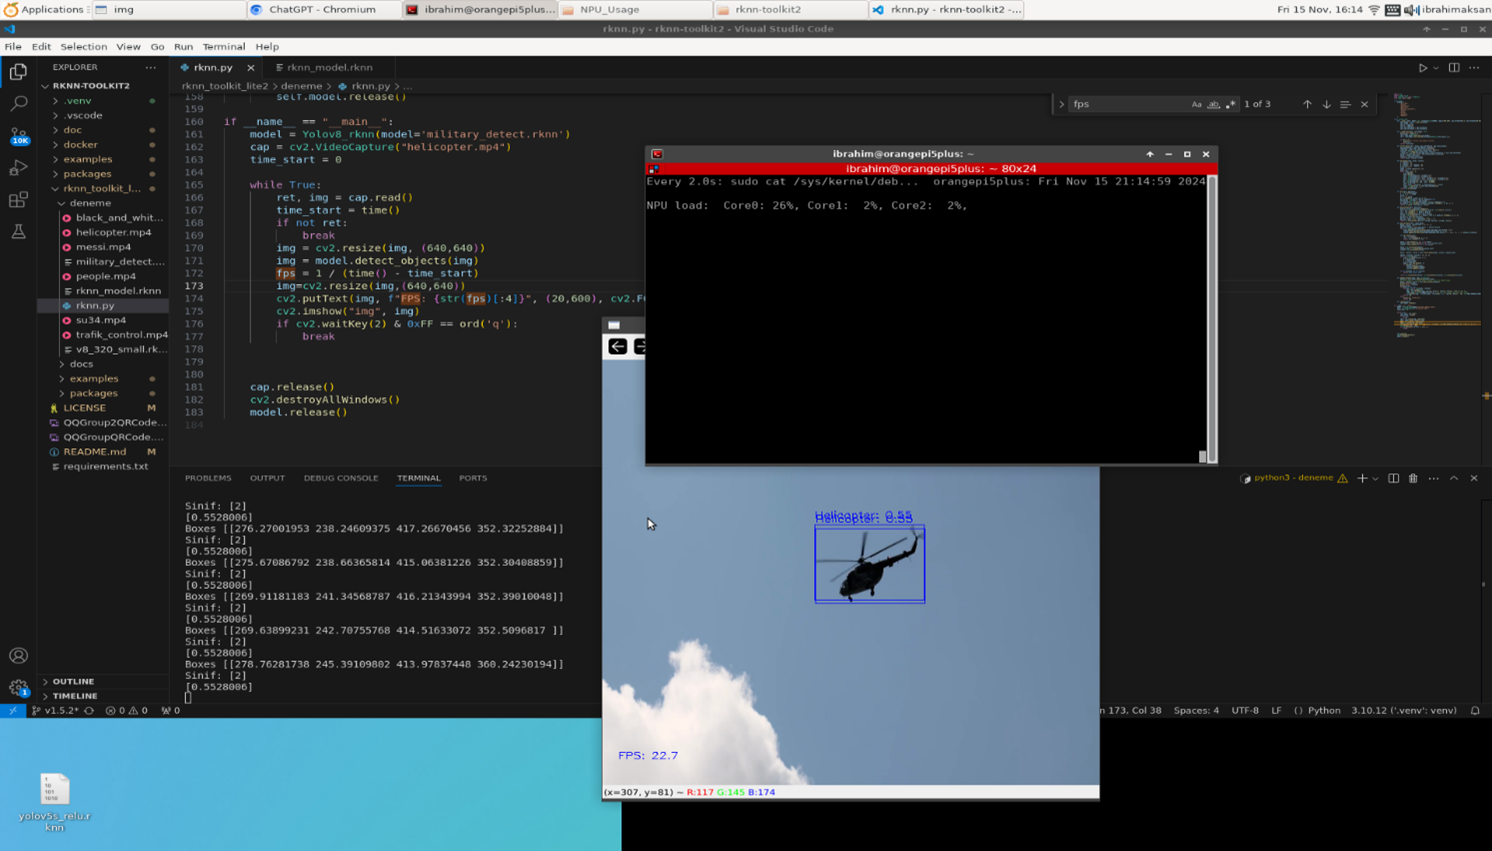 Applications
img
ChatGPT - Chromium
ibrahim@orangepi5plus:...
NPU_Usage
rknn-toolkit2
rknn.py - rknn-toolkit2 -...
Fri 15 Nov, 16:14
ibrahimaksan
rknn.py - rknn-toolkit2 - Visual Studio Code
File Edit Selection View Go Run Terminal Help
EXPLORER
RKNN-TOOLKIT2
.venv
.vscode
doc
docker
examples
packages
rknn_toolkit_l...
deneme
black_and_whit...
helicopter.mp4
messi.mp4
military_detect....
people.mp4
rknn_model.rknn
rknn.py
su34.mp4
trafik_control.mp4
v8_320_small.rk...
docs
examples
packages
LICENSE M
QQGroup2QRCode...
QQGroupQRCode....
README.md M
requirements.txt
OUTLINE
TIMELINE
10K
1
rknn.py
rknn_model.rknn
rknn_toolkit_lite2 > deneme > rknn.py > ...
fps
Aa ab
1 of 3
158 self.model.release()
159
160 if __name__ == "__main__":
161 model = Yolov8_rknn(model='military_detect.rknn')
162 cap = cv2.VideoCapture("helicopter.mp4")
163 time_start = 0
165 while True:
166 ret, img = cap.read()
167 time_start = time()
168 if not ret:
169 break
170 img = cv2.resize(img, (640,640))
171 img = model.detect_objects(img)
172 fps = 1 / (time() - time_start)
173 img=cv2.resize(img,(640,640))
174 cv2.putText(img, f"FPS: {str(fps)[:4]}", (20,600), cv2.F
175 cv2.imshow("img", img)
176 if cv2.waitKey(2) & 0xFF == ord('q'):
177 break
178
179
180
181 cap.release()
182 cv2.destroyAllWindows()
183 model.release()
184
ibrahim@orangepi5plus: ~
ibrahim@orangepi5plus: ~ 80x24
Every 2.0s: sudo cat /sys/kernel/deb... orangepi5plus: Fri Nov 15 21:14:59 2024
NPU load: Core0: 26%, Core1: 2%, Core2: 2%,
PROBLEMS OUTPUT DEBUG CONSOLE TERMINAL PORTS
python3 - deneme
Sinif: [2]
[0.5528006]
Boxes [[276.27001953 238.24609375 417.26670456 352.32252884]]
Sinif: [2]
[0.5528006]
Boxes [[275.67086792 238.66365814 415.06381226 352.30408859]]
Sinif: [2]
[0.5528006]
Boxes [[269.91181183 241.34568787 416.21343994 352.39010048]]
Sinif: [2]
[0.5528006]
Boxes [[269.63899231 242.70755768 414.51633072 352.5096817 ]]
Sinif: [2]
[0.5528006]
Boxes [[278.76281738 245.39109802 413.97837448 360.24230194]]
Sinif: [2]
[0.5528006]
Helicopter: 0.55
Helicopter: 0.55
FPS: 22.7
(x=307, y=81) ~ R:117 G:145 B:174
v1.5.2* 0 0 0
n 173, Col 38 Spaces: 4 UTF-8 LF Python 3.10.12 ('.venv': venv)
yolov5s_relu.r
knn